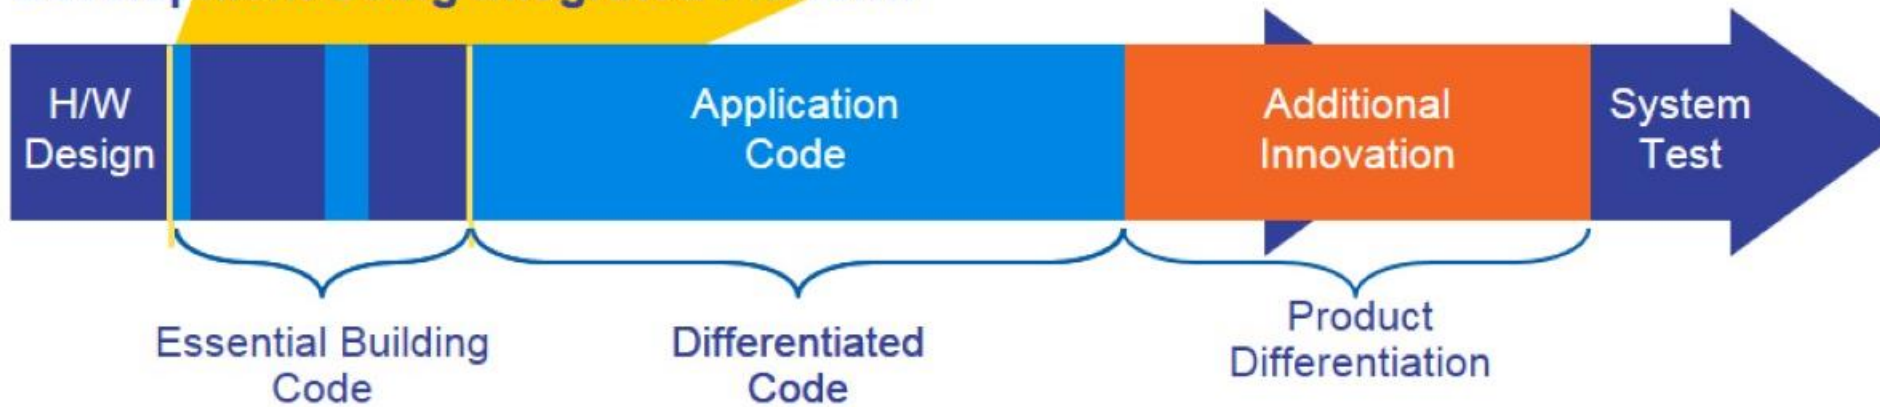 H/W
Design
Application
Code
Additional
Innovation
System
Test
Essential Building
Code
Differentiated
Code
Product
Differentiation